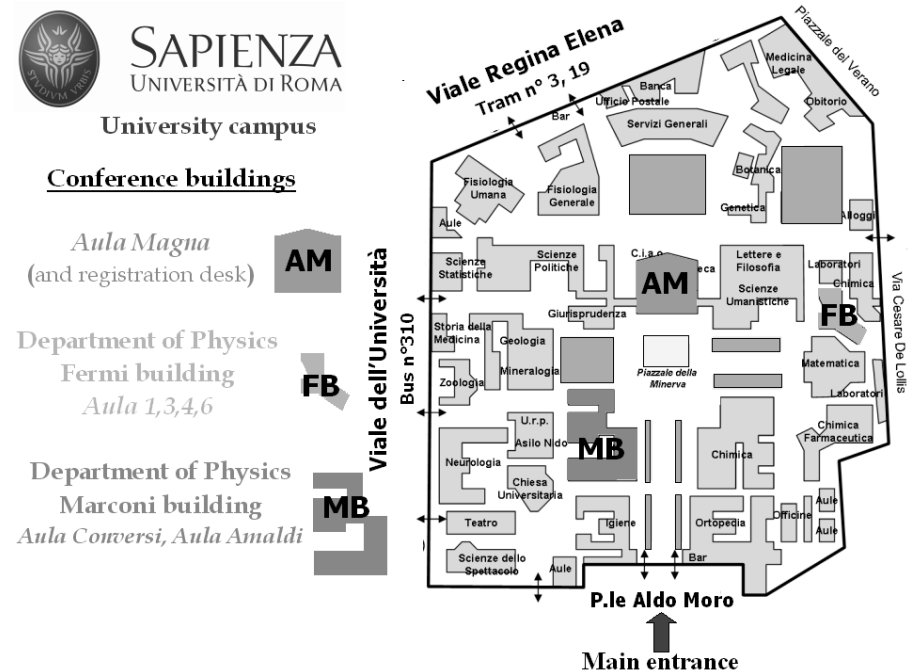 SAPIENZA
UNIVERSITÀ DI ROMA
STVDIVM VRBIS
University campus
Conference buildings
Aula Magna
(and registration desk)
AM
Department of Physics
Fermi building
Aula 1,3,4,6
FB
Department of Physics
Marconi building
Aula Conversi, Aula Amaldi
MB
Viale Regina Elena
Tram n° 3, 19
Piazzale del Verano
Viale dell'Università
Bus n°310
Via Cesare De Lollis
Medicina
Legale
Obitorio
Banca
Ufficio Postale
Bar
Servizi Generali
Fisiologia
Umana
Fisiologia
Generale
Botanica
Genetica
Aule
Alloggi
Scienze
Statistiche
Scienze
Politiche
C.i.a.o.
AM
Lettere e
Filosofia
Scienze
Umanistiche
Laboratori
Chimica
FB
Giurisprudenza
Storia della
Medicina
Geologia
Mineralogia
Zoologia
Piazzale della
Minerva
Matematica
Laboratori
U.r.p.
Asilo Nido
MB
Neurologia
Chiesa
Universitaria
Chimica
Chimica
Farmaceutica
Teatro
Igiene
Ortopedia
Officine
Aule
Aule
Scienze dello
Spettacolo
Aule
Bar
P.le Aldo Moro
Main entrance